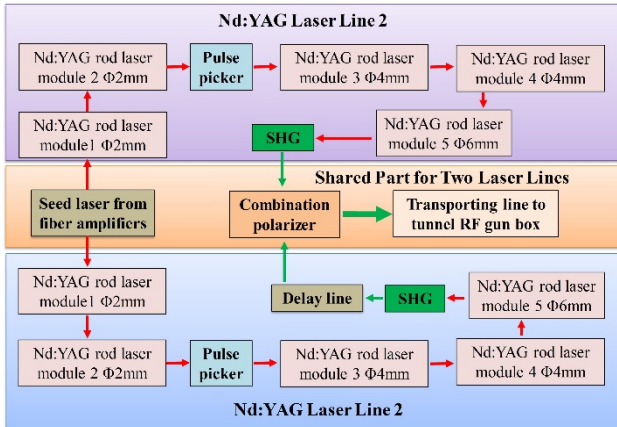 Nd:YAG Laser Line 2
Nd:YAG rod laser
module 2 Φ2mm
Pulse
picker
Nd:YAG rod laser
module 3 Φ4mm
Nd:YAG rod laser
module 4 Φ4mm
Nd:YAG rod laser
module1 Φ2mm
SHG
Nd:YAG rod laser
module 5 Φ6mm
Shared Part for Two Laser Lines
Seed laser from
fiber amplifiers
Combination
polarizer
Transporting line to
tunnel RF gun box
Nd:YAG rod laser
module1 Φ2mm
Delay line
SHG
Nd:YAG rod laser
module 5 Φ6mm
Nd:YAG rod laser
module 2 Φ2mm
Pulse
picker
Nd:YAG rod laser
module 3 Φ4mm
Nd:YAG rod laser
module 4 Φ4mm
Nd:YAG Laser Line 2